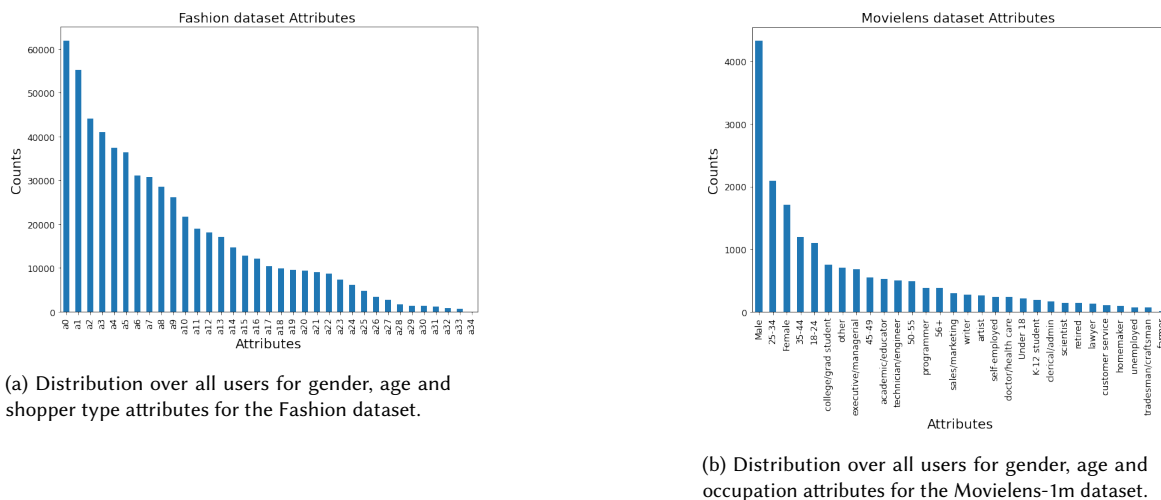 Fashion dataset Attributes
Counts
60000
50000
40000
30000
20000
10000
0
a0 a1 a2 a3 a4 a5 a6 a7 a8 a9 a10 a11 a12 a13 a14 a15 a16 a17 a18 a19 a20 a21 a22 a23 a24 a25 a26 a27 a28 a29 a30 a31 a32 a33 a34
Attributes
(a) Distribution over all users for gender, age and
shopper type attributes for the Fashion dataset.
Movielens dataset Attributes
Counts
4000
3000
2000
1000
0
Male
25-34
Female
35-44
18-24
college/grad student
other
executive/managerial
45-49
academic/educator
technician/engineer
50-55
programmer
56+
sales/marketing
writer
artist
self-employed
doctor/health care
Under 18
K-12 student
clerical/admin
scientist
retired
lawyer
customer service
homemaker
unemployed
tradesman/craftsman
Attributes
(b) Distribution over all users for gender, age and
occupation attributes for the Movielens-1m dataset.